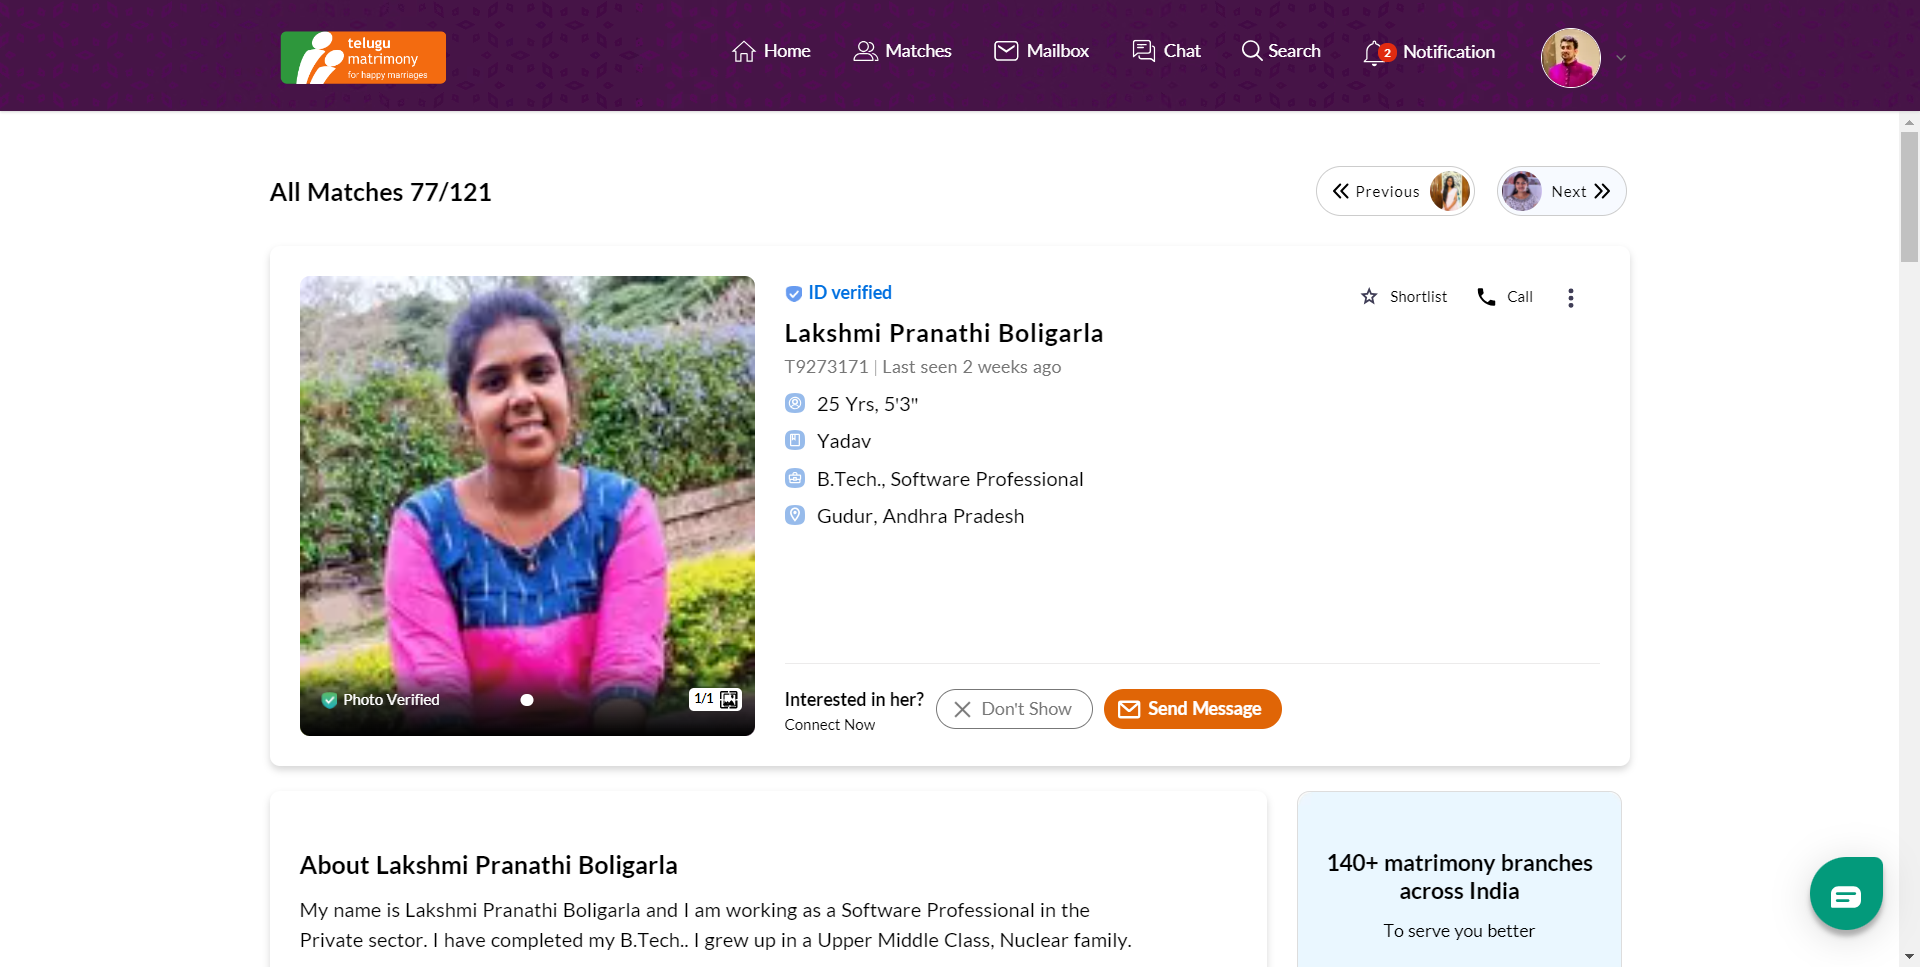 telugu
matrimony
for happy marriages
Home
Matches
Mailbox
Chat
Search
2
Notification
All Matches 77/121
Previous
Next
ID verified
Shortlist
Call
Lakshmi Pranathi Boligarla
T9273171 | Last seen 2 weeks ago
25 Yrs, 5'3"
Yadav
B.Tech., Software Professional
Gudur, Andhra Pradesh
Photo Verified
1/1
Interested in her?
Connect Now
Don't Show
Send Message
About Lakshmi Pranathi Boligarla
My name is Lakshmi Pranathi Boligarla and I am working as a Software Professional in the
Private sector. I have completed my B.Tech.. I grew up in a Upper Middle Class, Nuclear family.
140+ matrimony branches
across India
To serve you better